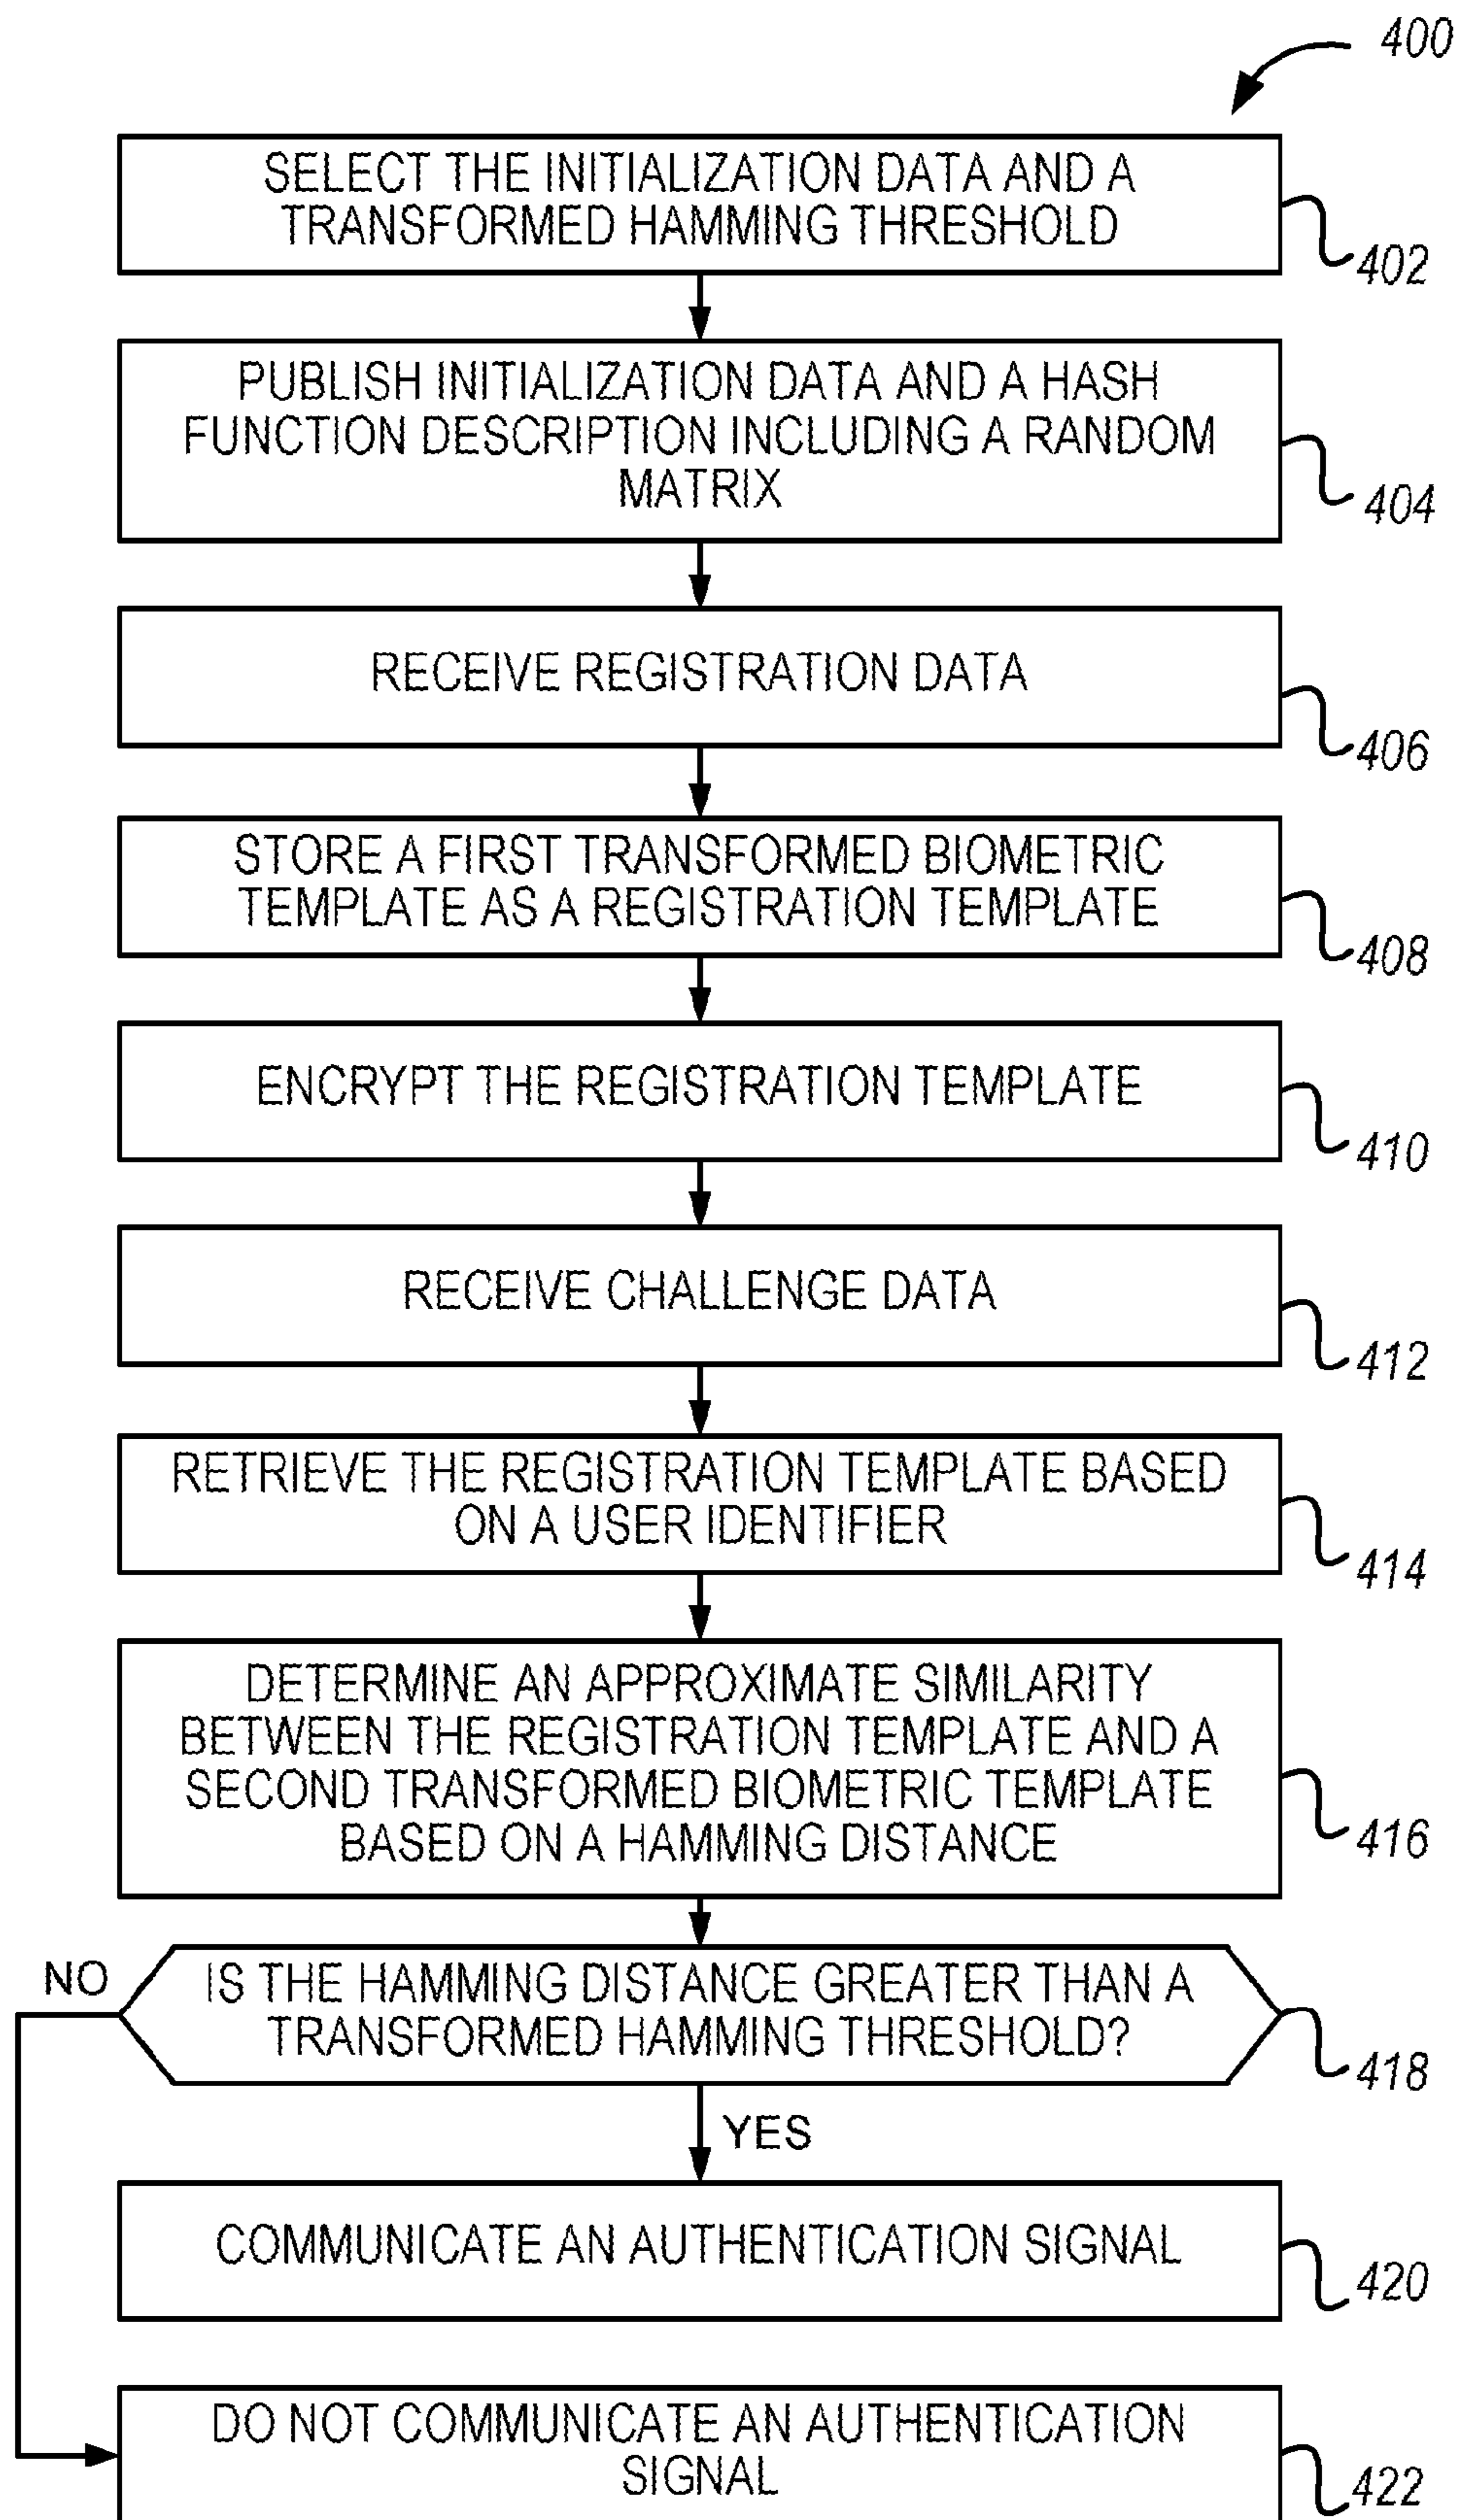 400
SELECT THE INITIALIZATION DATA AND A
TRANSFORMED HAMMING THRESHOLD
402
PUBLISH INITIALIZATION DATA AND A HASH
FUNCTION DESCRIPTION INCLUDING A RANDOM
MATRIX
404
RECEIVE REGISTRATION DATA
406
STORE A FIRST TRANSFORMED BIOMETRIC
TEMPLATE AS A REGISTRATION TEMPLATE
408
ENCRYPT THE REGISTRATION TEMPLATE
410
RECEIVE CHALLENGE DATA
412
RETRIEVE THE REGISTRATION TEMPLATE BASED
ON A USER IDENTIFIER
414
DETERMINE AN APPROXIMATE SIMILARITY
BETWEEN THE REGISTRATION TEMPLATE AND A
SECOND TRANSFORMED BIOMETRIC TEMPLATE
BASED ON A HAMMING DISTANCE
416
NO
IS THE HAMMING DISTANCE GREATER THAN A
TRANSFORMED HAMMING THRESHOLD?
418
YES
COMMUNICATE AN AUTHENTICATION SIGNAL
420
DO NOT COMMUNICATE AN AUTHENTICATION
SIGNAL
422